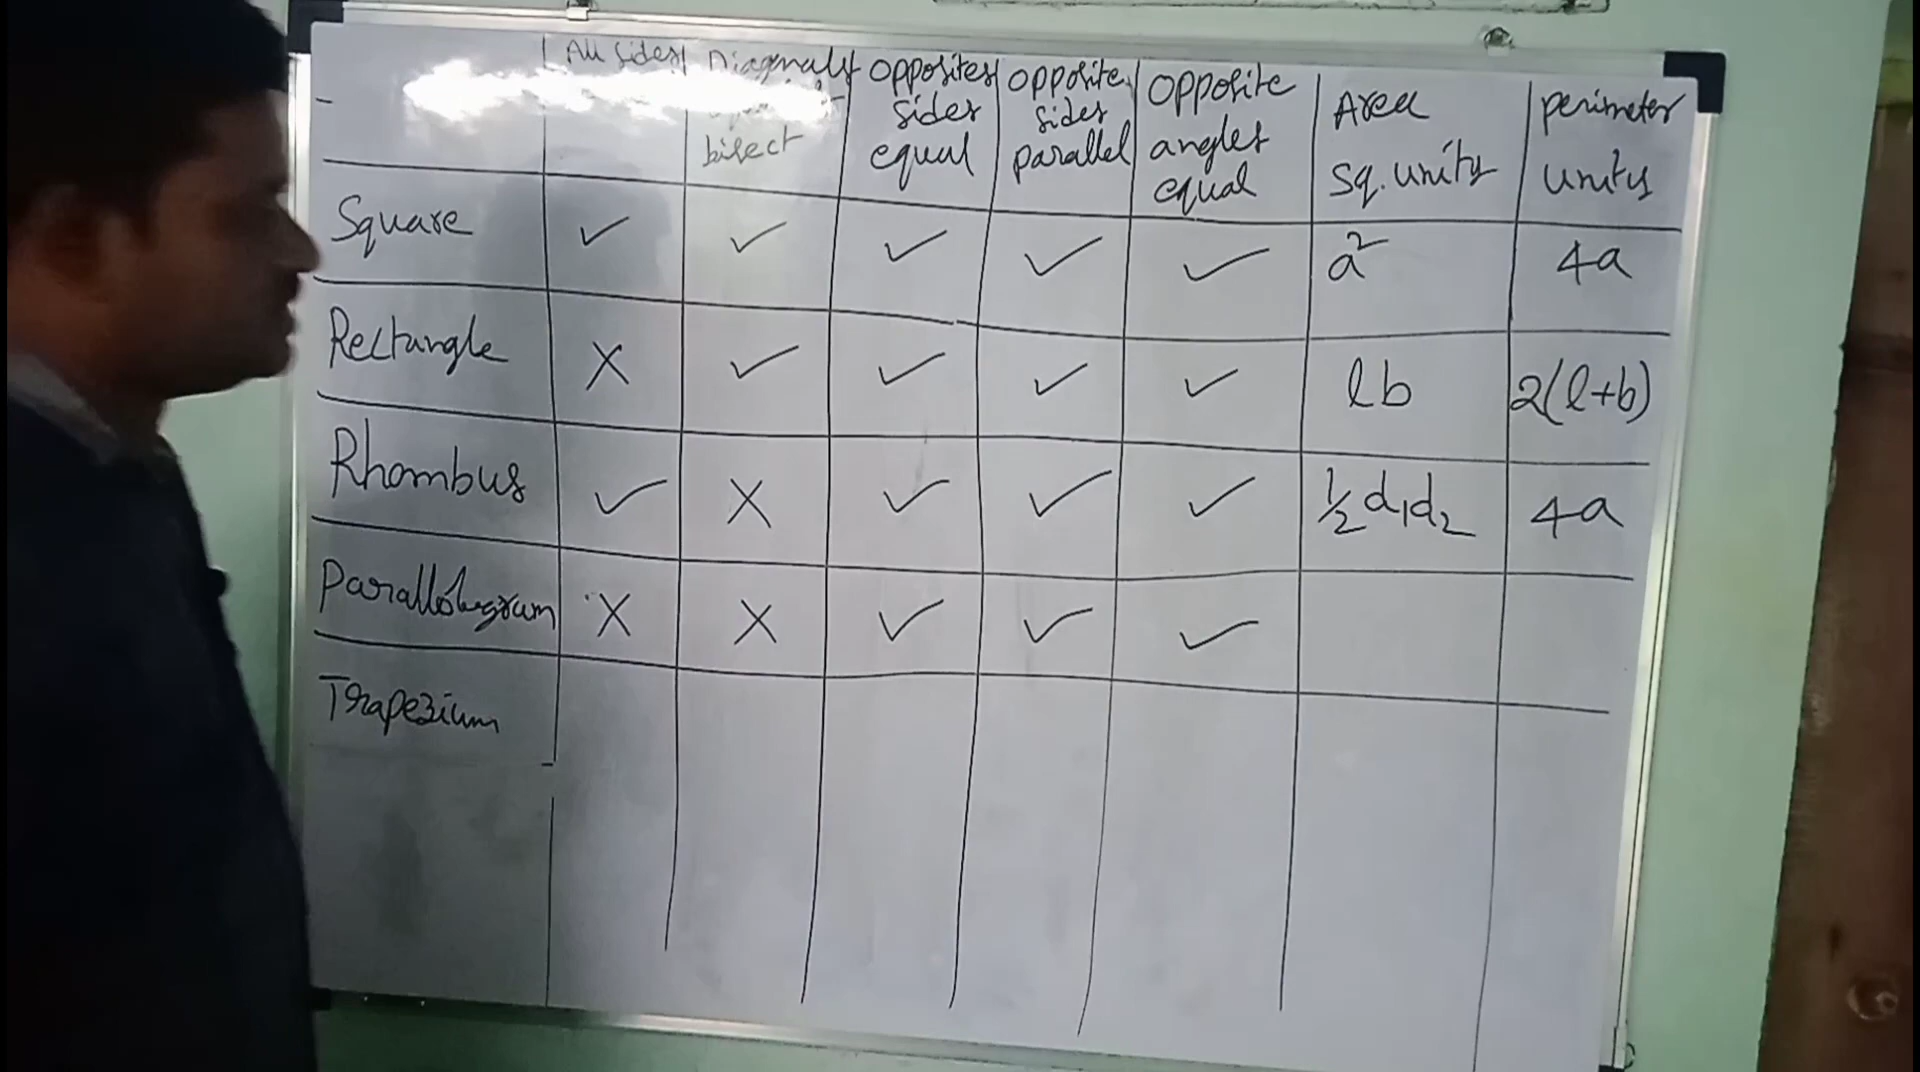 All sides
Diagonals
bisect
Opposites
sides
equal
Opposite
sides
parallel
Opposite
angles
equal
Area
Sq. units
perimeter
units
Square ✓ ✓ ✓ ✓ ✓ a² 4a
Rectangle X ✓ ✓ ✓ ✓ lb 2(l+b)
Rhombus ✓ X ✓ ✓ ✓ ½d₁d₂ 4a
Parallelogram X X ✓ ✓ ✓
Trapezium